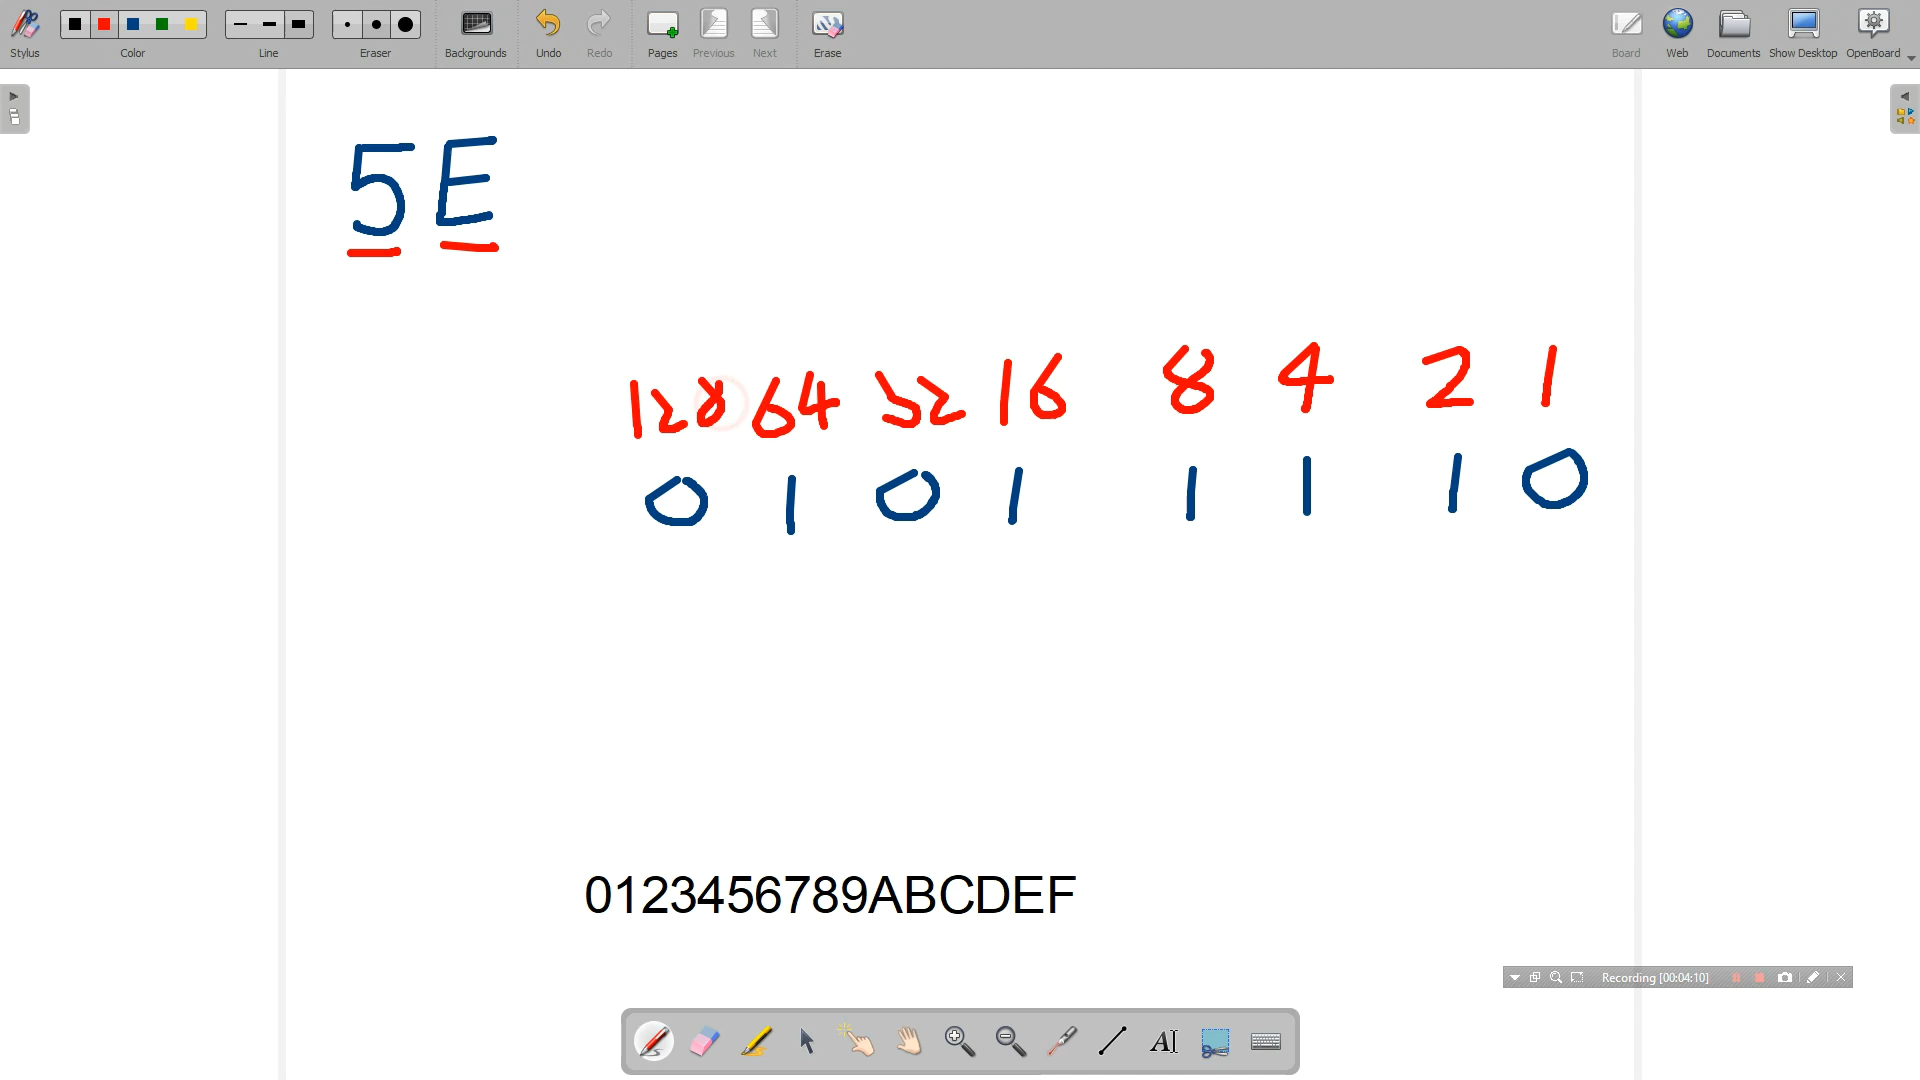 Stylus Color Line Eraser Backgrounds Undo Redo Pages Previous Next Erase Board Web Documents Show Desktop OpenBoard
5E
128 64 32 16 8 4 2 1
0 1 0 1 1 1 1 0
0123456789ABCDEF
Recording [00:04:10]
AI